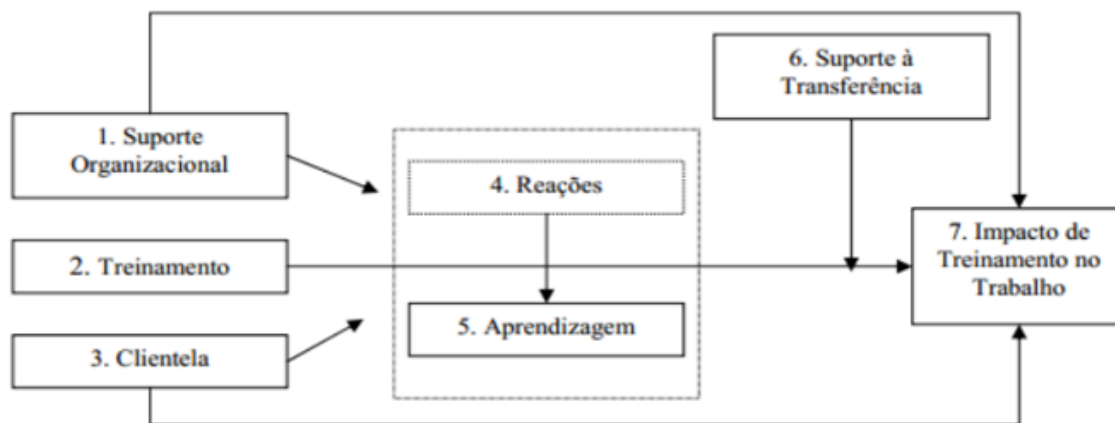 1. Suporte
Organizacional
2. Treinamento
3. Clientela
4. Reações
5. Aprendizagem
6. Suporte à
Transferência
7. Impacto de
Treinamento no
Trabalho